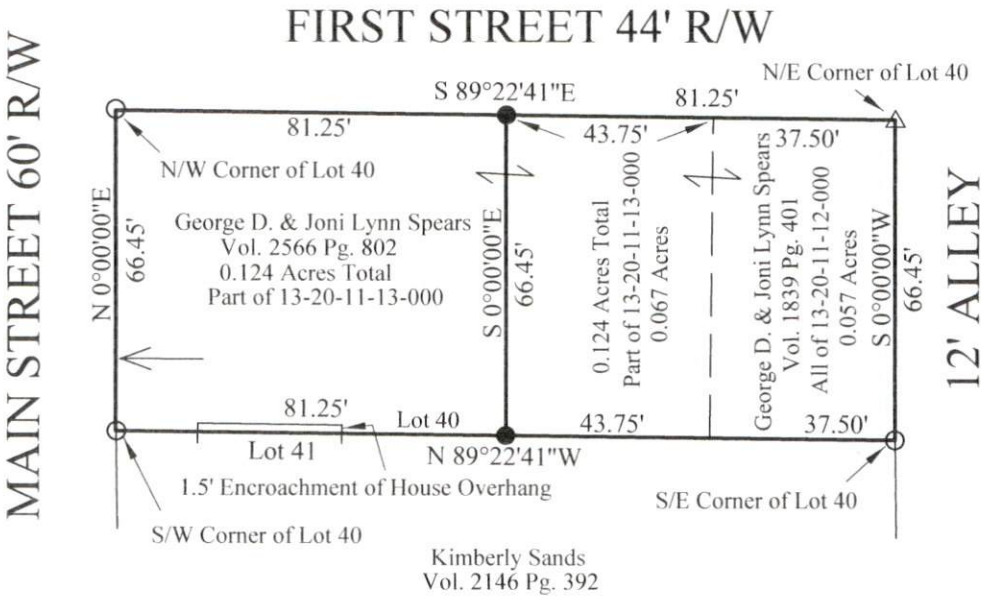 FIRST STREET 44' R/W
MAIN STREET 60' R/W
12' ALLEY
N/E Corner of Lot 40
S 89°22'41"E
81.25'
81.25'
43.75'
37.50'
N/W Corner of Lot 40
George D. & Joni Lynn Spears
Vol. 2566 Pg. 802
0.124 Acres Total
Part of 13-20-11-13-000
N 0°00'00"E
66.45'
S 0°00'00"E
66.45'
0.124 Acres Total
Part of 13-20-11-13-000
0.067 Acres
George D. & Joni Lynn Spears
Vol. 1839 Pg. 401
All of 13-20-11-12-000
0.057 Acres
S 0°00'00"W
66.45'
81.25'
Lot 40
43.75'
37.50'
Lot 41
N 89°22'41"W
1.5' Encroachment of House Overhang
S/E Corner of Lot 40
S/W Corner of Lot 40
Kimberly Sands
Vol. 2146 Pg. 392